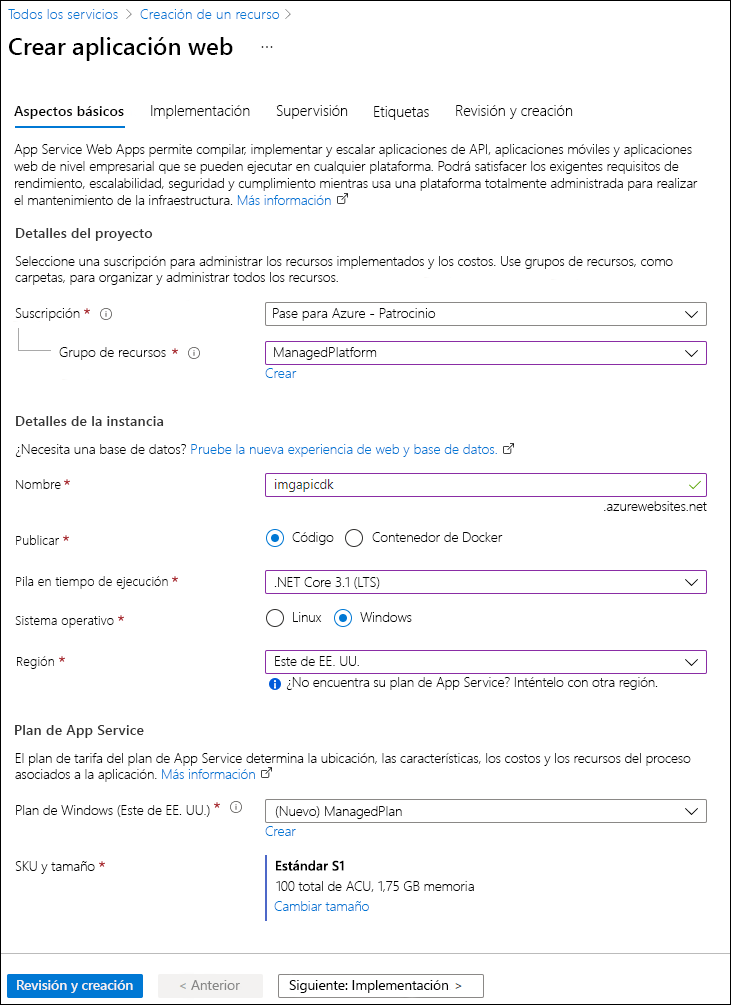 Todos los servicios > Creación de un recurso >
Crear aplicación web ...
Aspectos básicos Implementación Supervisión Etiquetas Revisión y creación
App Service Web Apps permite compilar, implementar y escalar aplicaciones de API, aplicaciones móviles y aplicaciones
web de nivel empresarial que se pueden ejecutar en cualquier plataforma. Podrá satisfacer los exigentes requisitos de
rendimiento, escalabilidad, seguridad y cumplimiento mientras usa una plataforma totalmente administrada para realizar
el mantenimiento de la infraestructura. Más información
Detalles del proyecto
Seleccione una suscripción para administrar los recursos implementados y los costos. Use grupos de recursos, como
carpetas, para organizar y administrar todos los recursos.
Suscripción * Pase para Azure - Patrocinio
Grupo de recursos * ManagedPlatform
Crear
Detalles de la instancia
¿Necesita una base de datos? Pruebe la nueva experiencia de web y base de datos.
Nombre * imgapicdk
.azurewebsites.net
Publicar * Código Contenedor de Docker
Pila en tiempo de ejecución * .NET Core 3.1 (LTS)
Sistema operativo * Linux Windows
Región * Este de EE. UU.
¿No encuentra su plan de App Service? Inténtelo con otra región.
Plan de App Service
El plan de tarifa del plan de App Service determina la ubicación, las características, los costos y los recursos del proceso
asociados a la aplicación. Más información
Plan de Windows (Este de EE. UU.) * (Nuevo) ManagedPlan
Crear
SKU y tamaño * Estándar S1
100 total de ACU, 1,75 GB memoria
Cambiar tamaño
Revisión y creación < Anterior Siguiente: Implementación >